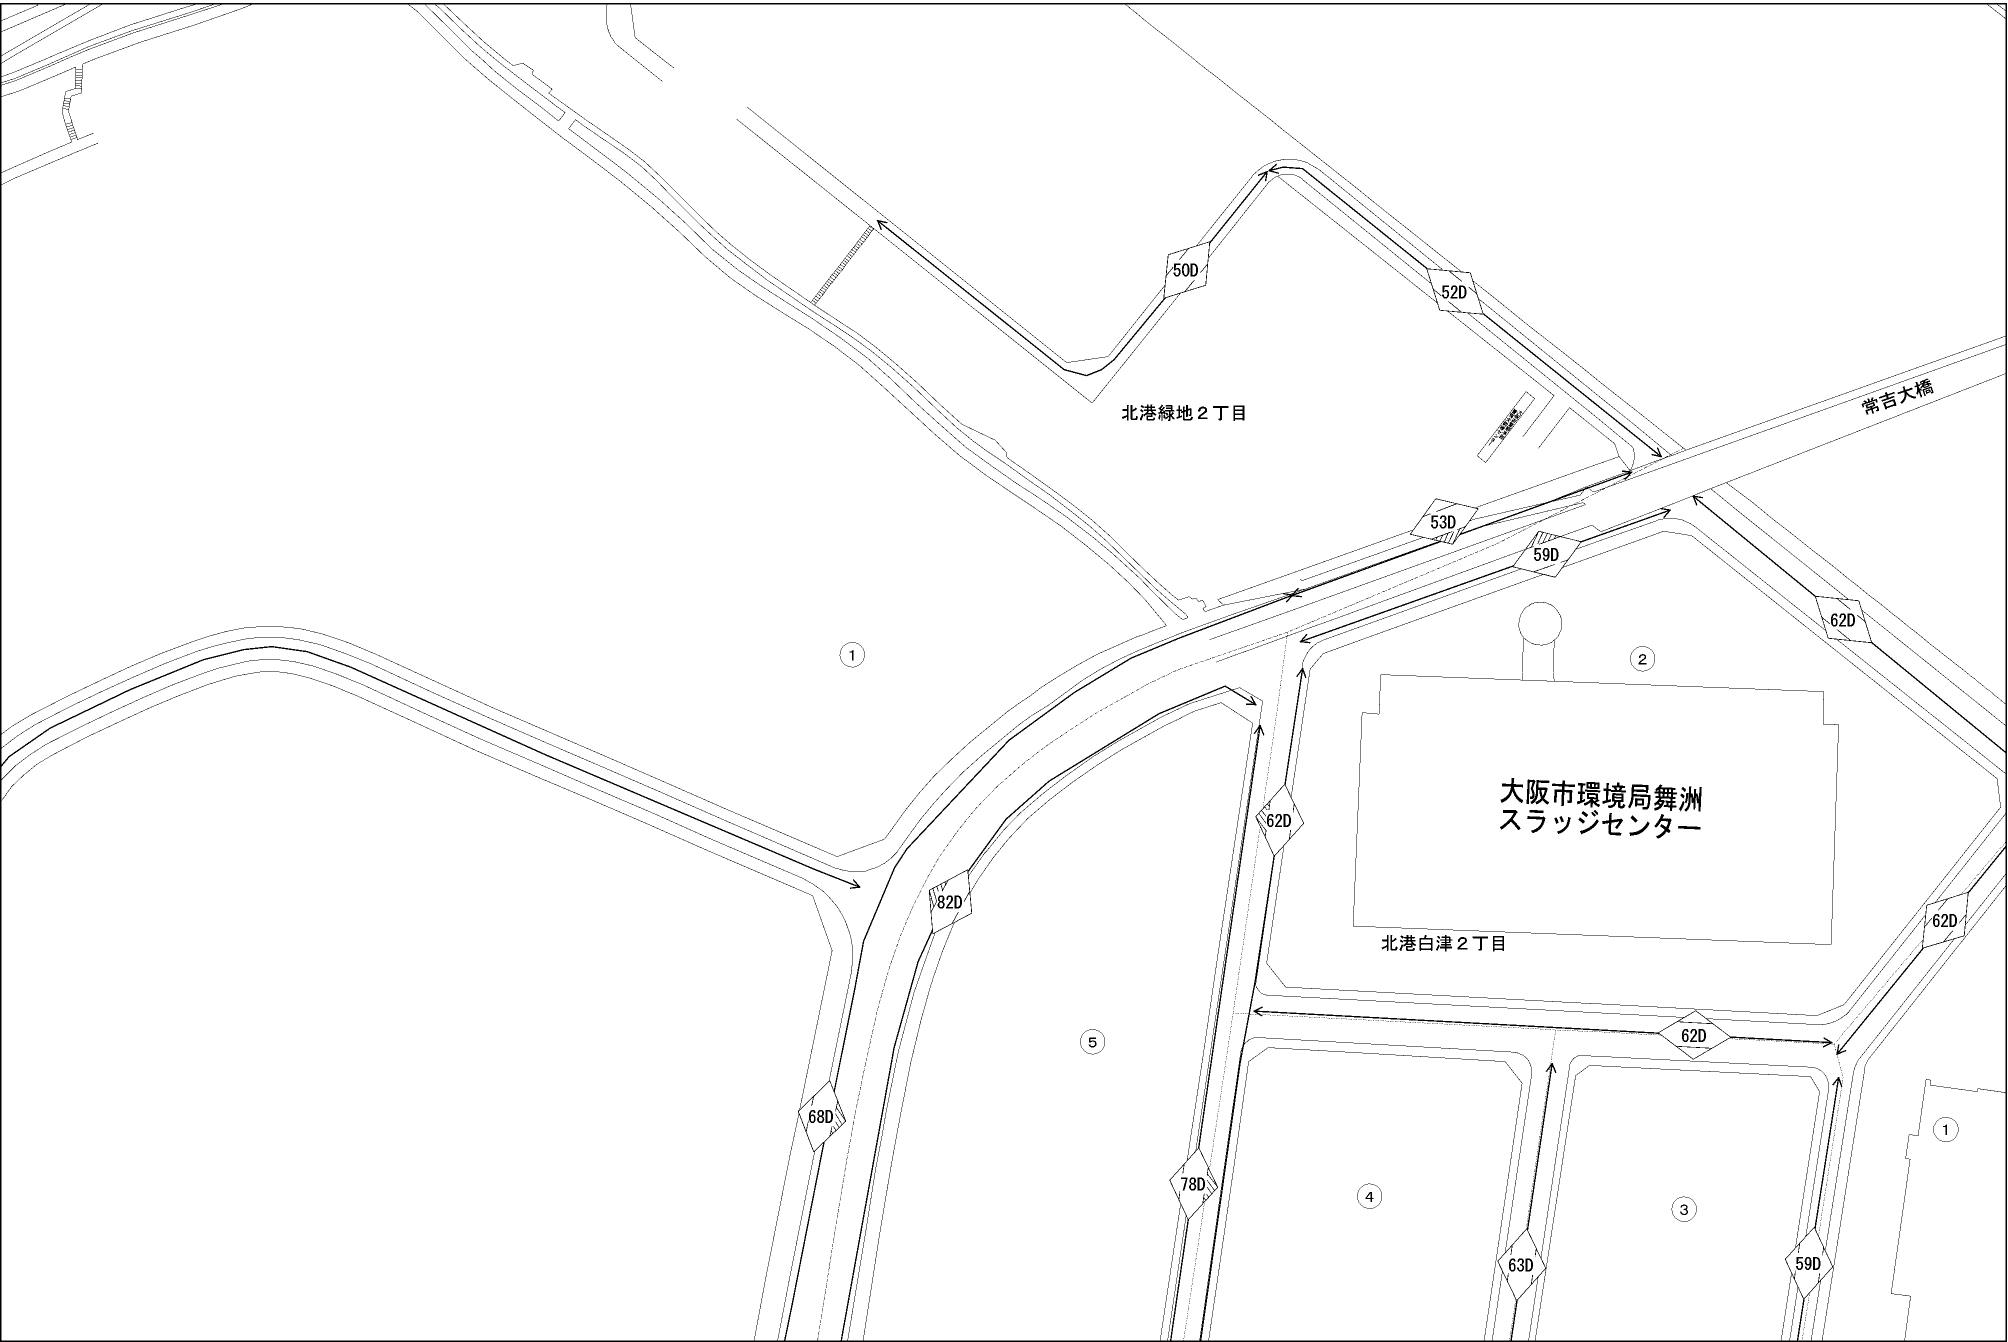 50D
52D
常吉大橋
北港緑地2丁目
53D
59D
62D
①
②
大阪市環境局舞洲
スラッジセンター
62D
82D
62D
北港白津2丁目
62D
⑤
68D
①
78D
④
③
63D
59D